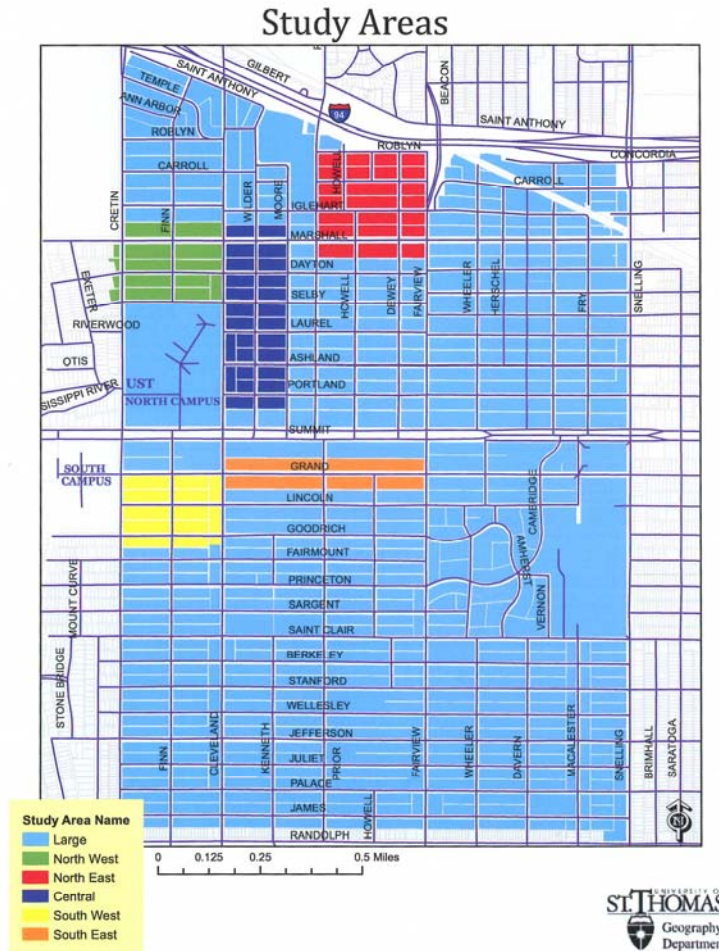 Study Areas
GILBERT
SAINT ANTHONY
TEMPLE
ANN ARBOR
ROBLYN
CARROLL
94
BEACON
SAINT ANTHONY
ROBLYN
CONCORDIA
CARROLL
CRETIN
FINN
WILDER
MOORE
HOWELL
IGLEHART
MARSHALL
DAYTON
SELBY
LAUREL
ASHLAND
PORTLAND
SUMMIT
EXETER
RIVERWOOD
OTIS
SISSIPPI RIVER
UST
NORTH CAMPUS
HOWELL
DEWEY
FAIRVIEW
WHEELER
HERSCHEL
FRY
SNELLING
SOUTH
CAMPUS
GRAND
LINCOLN
GOODRICH
FAIRMOUNT
PRINCETON
SARGENT
SAINT CLAIR
BERKELEY
STANFORD
WELLESLEY
JEFFERSON
JULIET
PALACE
JAMES
RANDOLPH
CAMBRIDGE
AMHERST
VERNON
MOUNT CURVE
STONE BRIDGE
FINN
CLEVELAND
KENNETH
PRIOR
HOWELL
FAIRVIEW
WHEELER
DAVERN
MACALESTER
SNELLING
BRIMHALL
SARATOGA
N
Study Area Name
Large
North West
North East
Central
South West
South East
0 0.125 0.25 0.5 Miles
UNIVERSITY OF
ST. THOMAS
Geography
Department